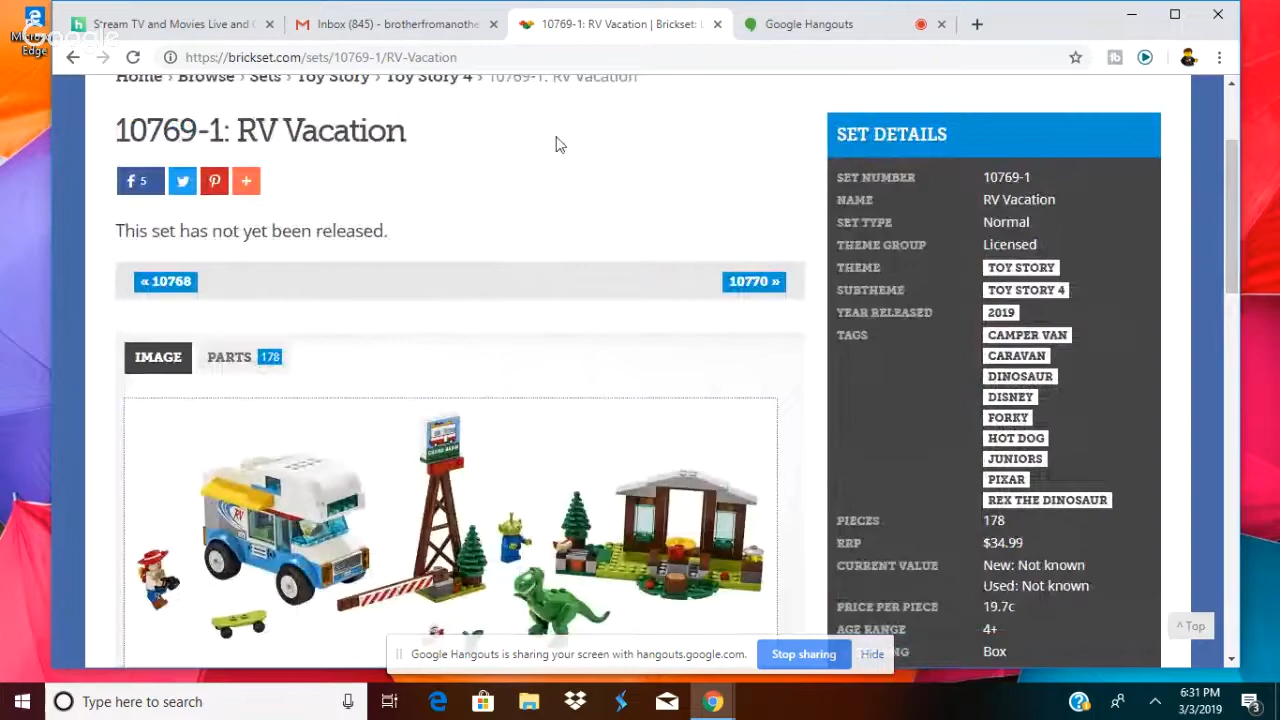 Stream TV and Movies Live and O
Inbox (845) - brotherfromanothe
10769-1: RV Vacation | Brickset: L
Google Hangouts
Google
Edge
https://brickset.com/sets/10769-1/RV-Vacation
Home › Browse › Sets › Toy Story › Toy Story 4 › 10769-1: RV Vacation
10769-1: RV Vacation
5
This set has not yet been released.
« 10768
10770 »
IMAGE
PARTS 178
RV
SET DETAILS
SET NUMBER 10769-1
NAME RV Vacation
SET TYPE Normal
THEME GROUP Licensed
THEME TOY STORY
SUBTHEME TOY STORY 4
YEAR RELEASED 2019
TAGS CAMPER VAN
CARAVAN
DINOSAUR
DISNEY
FORKY
HOT DOG
JUNIORS
PIXAR
REX THE DINOSAUR
PIECES 178
RRP $34.99
CURRENT VALUE New: Not known
Used: Not known
PRICE PER PIECE 19.7c
AGE RANGE 4+
Box
^ Top
Google Hangouts is sharing your screen with hangouts.google.com.
Stop sharing
Hide
Type here to search
6:31 PM
3/3/2019
3